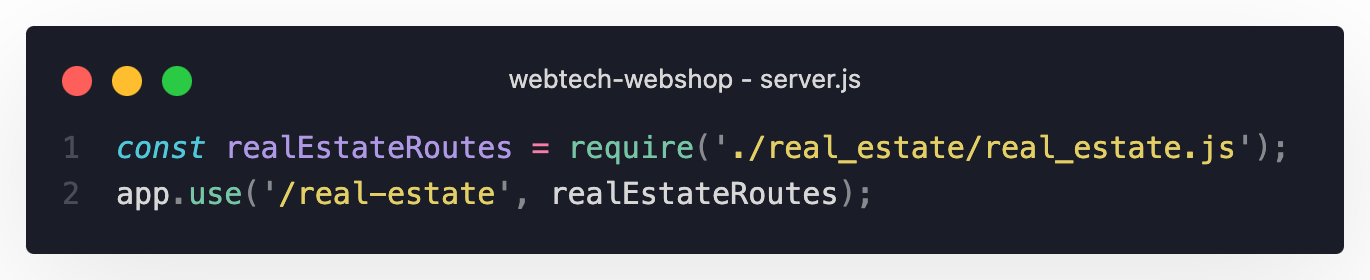 webtech-webshop - server.js
1 const realEstateRoutes = require('./real_estate/real_estate.js');
2 app.use('/real-estate', realEstateRoutes);